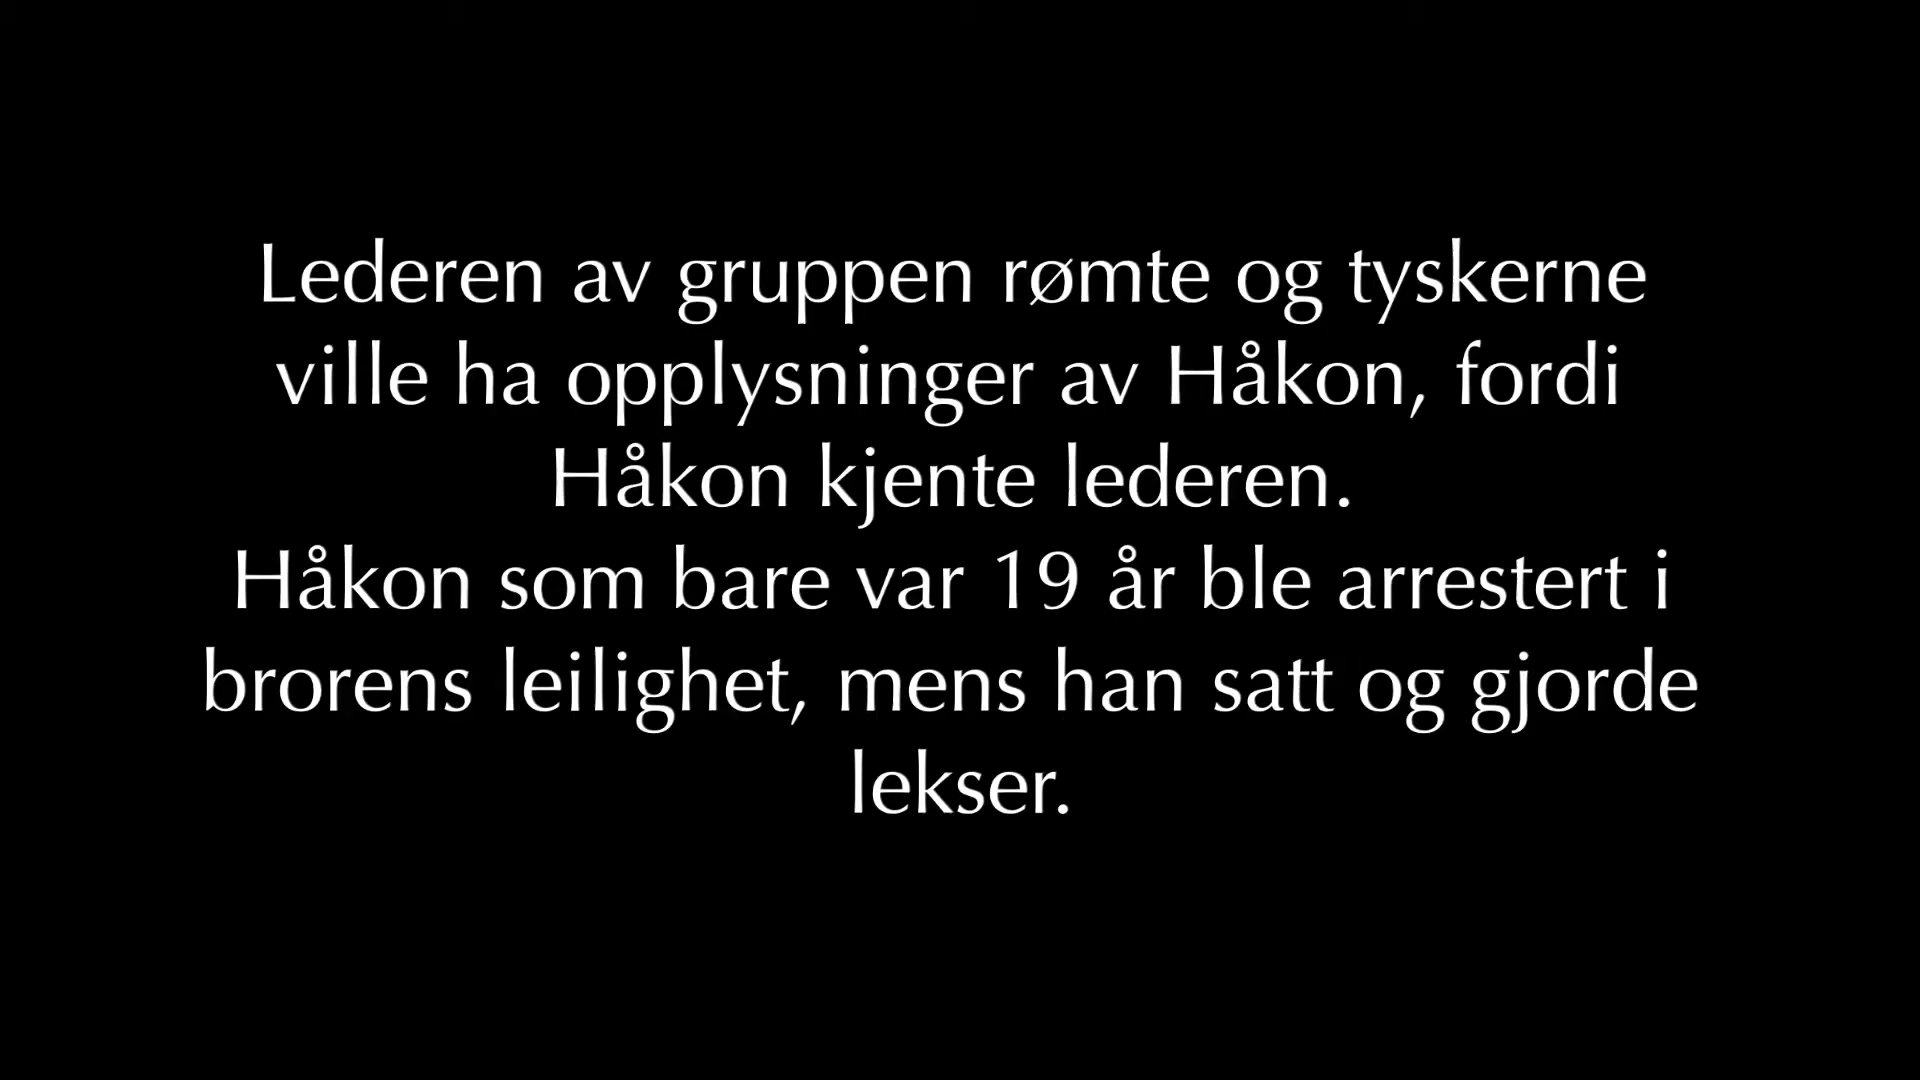 Lederen av gruppen rømte og tyskerne
ville ha opplysninger av Håkon, fordi
Håkon kjente lederen.
Håkon som bare var 19 år ble arrestert i
brorens leilighet, mens han satt og gjorde
lekser.